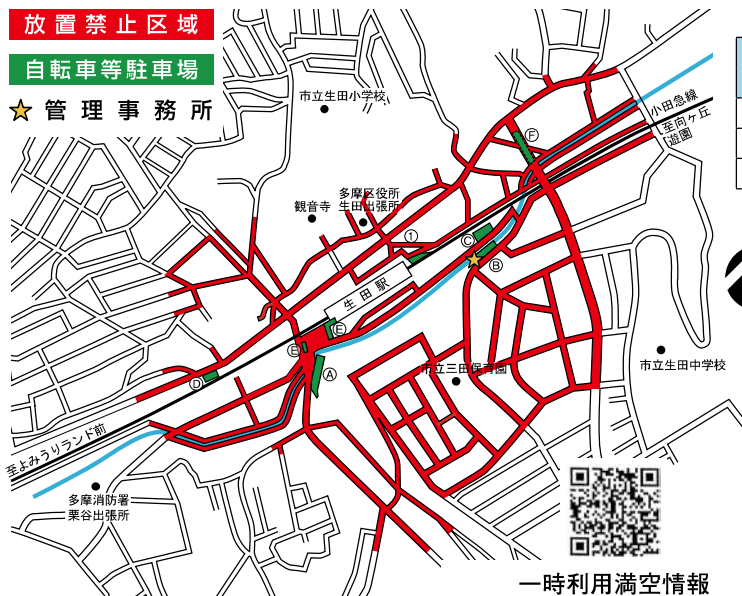 放置禁止区域
自転車等駐車場
管理事務所
市立生田小学校
小田急線
至向ヶ丘
遊園
Ⓕ
多摩区役所
生田出張所
観音寺
①
Ⓒ
Ⓑ
生田駅
Ⓔ
Ⓔ
Ⓐ
Ⓓ
市立三田保育園
市立生田中学校
至よみうりランド前
多摩消防署
栗谷出張所
一時利用満空情報